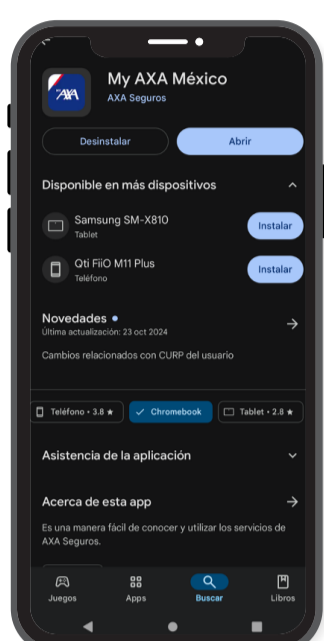 AXA
My AXA México
AXA Seguros
Desinstalar
Abrir
Disponible en más dispositivos
Samsung SM-X810
Tablet
Instalar
Qti FiiO M11 Plus
Teléfono
Instalar
Novedades
Última actualización: 23 oct 2024
Cambios relacionados con CURP del usuario
Teléfono • 3.8 ★
Chromebook
Tablet • 2.8 ★
Asistencia de la aplicación
Acerca de esta app
Es una manera fácil de conocer y utilizar los servicios de
AXA Seguros.
Juegos
Apps
Buscar
Libros